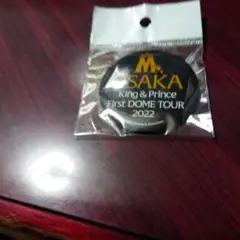 OSAKA
King & Prince
First DOME TOUR
2022